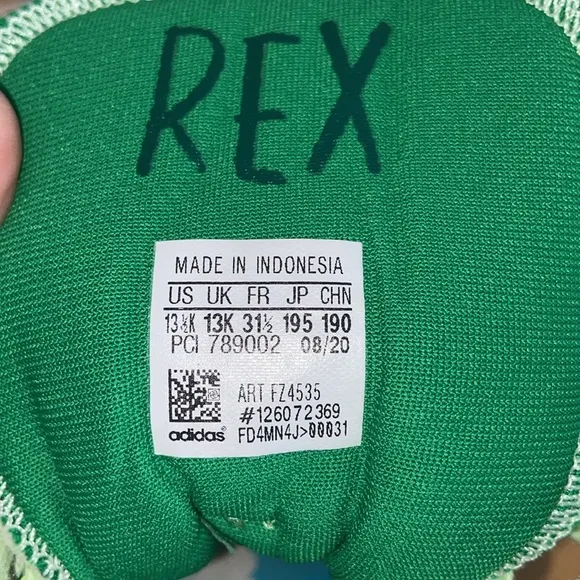 REX
MADE IN INDONESIA
US UK FR JP CHN
13½K 13K 31½ 195 190
PCI 789002 08/20
ART FZ4535
#126072369
adidas FD4MN4J>00031